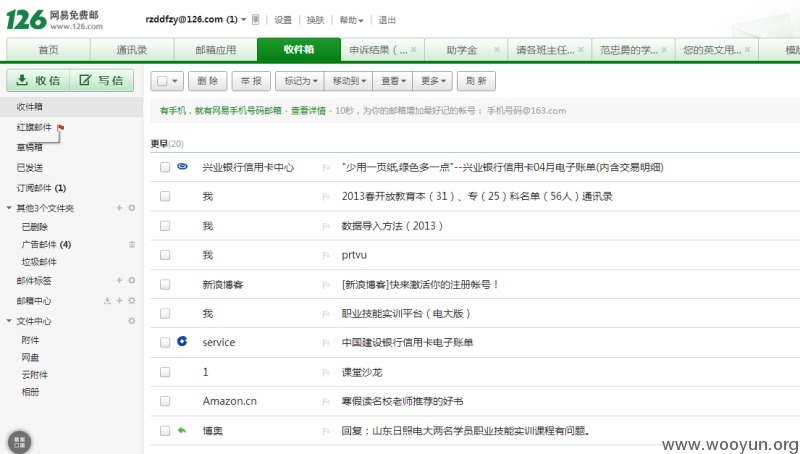 126 网易免费邮
www.126.com
rzddfzy@126.com (1) | 设置 | 换肤 | 帮助 | 退出
首页 通讯录 邮箱应用 收件箱 申诉结果（... 助学金 请各班主任... 范忠勇的学... 您的英文用... 模版
收信 写信
删 除 举 报 标记为 移动到 查看 更多 刷 新
收件箱
红旗邮件
草稿箱
已发送
订阅邮件 (1)
其他3个文件夹
已删除
广告邮件 (4)
垃圾邮件
邮件标签
邮箱中心
文件中心
附件
网盘
云附件
相册
有手机，就有网易手机号码邮箱 - 查看详情 - 10秒，为你的邮箱增加最好记的帐号： 手机号码@163.com
更早(20)
兴业银行信用卡中心 "少用一页纸,绿色多一点"--兴业银行信用卡04月电子账单(内含交易明细)
我 2013春开放教育本（31）、专（25）科名单（56人）通讯录
我 数据导入方法（2013）
我 prtvu
新浪博客 [新浪博客]快来激活你的注册帐号！
我 职业技能实训平台（电大版）
service 中国建设银行信用卡电子账单
1 课堂沙龙
Amazon.cn 寒假读名校老师推荐的好书
博奥 回复：山东日照电大两名学员职业技能实训课程有问题。
www.wooyun.org